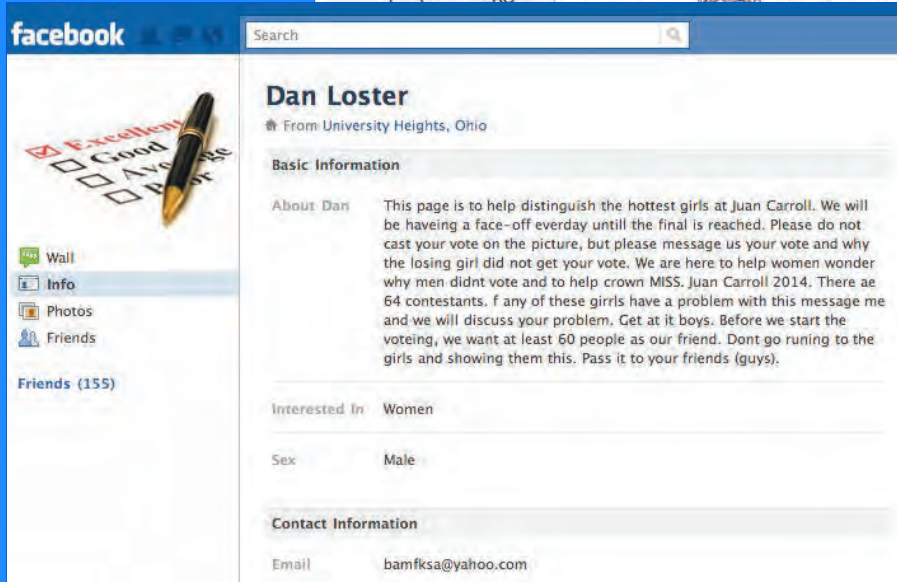 facebook
Search
Excellent
Good
Average
Poor
Dan Loster
From University Heights, Ohio
Basic Information
About Dan
This page is to help distinguish the hottest girls at Juan Carroll. We will
be haveing a face-off everday untill the final is reached. Please do not
cast your vote on the picture, but please message us your vote and why
the losing girl did not get your vote. We are here to help women wonder
why men didnt vote and to help crown MISS. Juan Carroll 2014. There ae
64 contestants. f any of these girrls have a problem with this message me
and we will discuss your problem. Get at it boys. Before we start the
voteing, we want at least 60 people as our friend. Dont go runing to the
girls and showing them this. Pass it to your friends (guys).
Wall
Info
Photos
Friends
Friends (155)
Interested In Women
Sex Male
Contact Information
Email bamfksa@yahoo.com